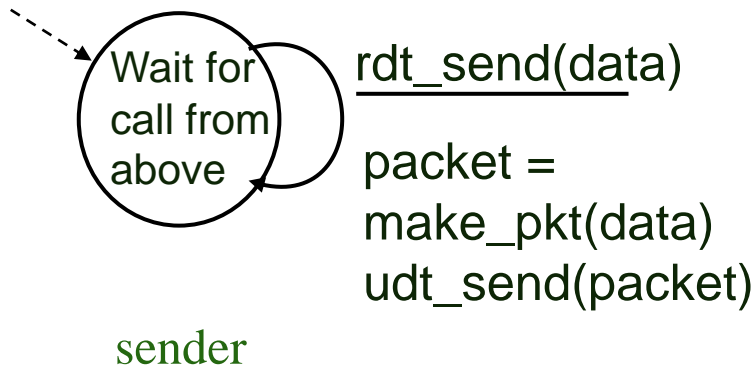 Wait for
call from
above
rdt_send(data)
packet =
make_pkt(data)
udt_send(packet)
sender